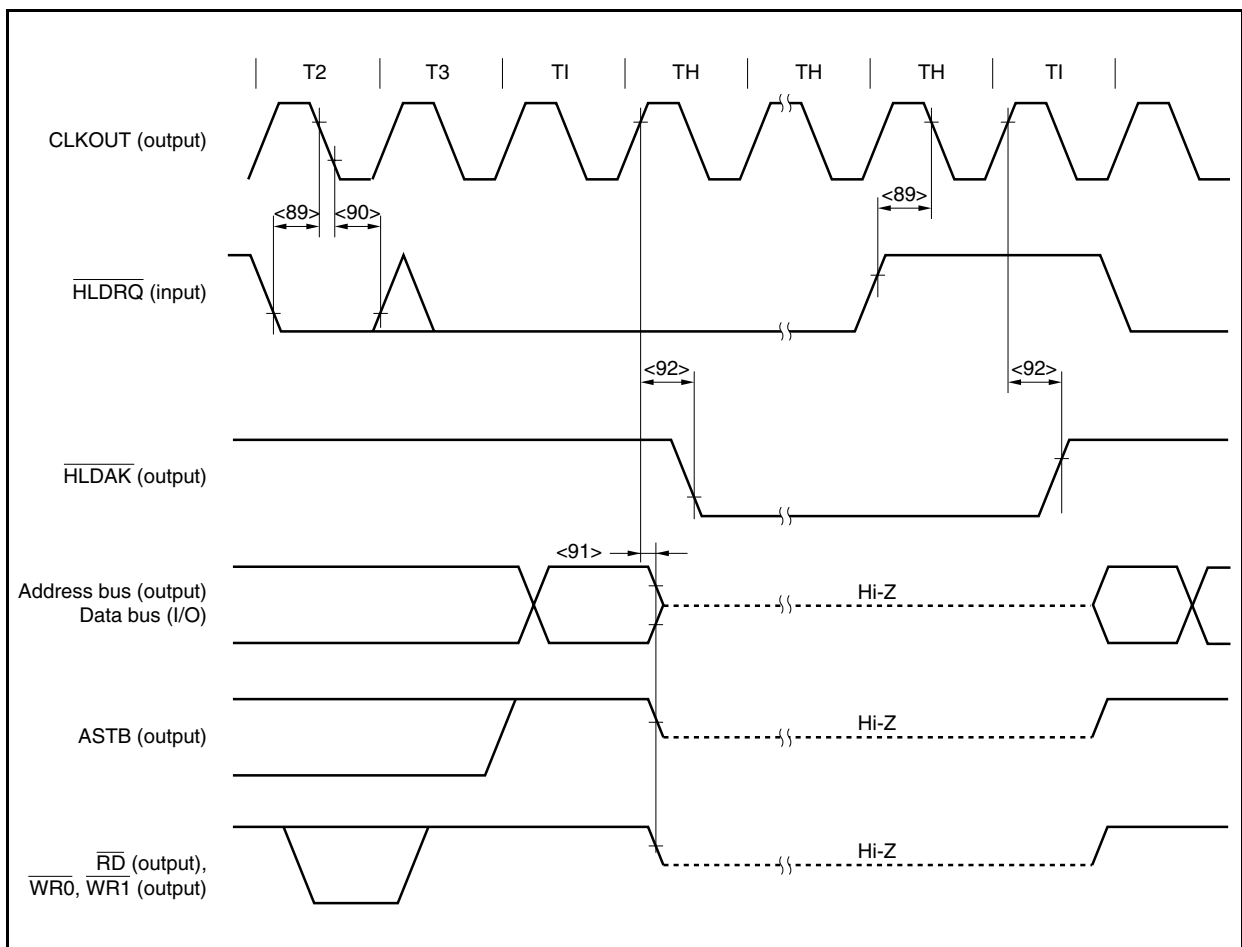 T2 T3 TI TH TH TH TI
CLKOUT (output)
<89> <90> <89>
HLDRQ (input)
<92> <92>
HLDAK (output)
<91>
Address bus (output)
Data bus (I/O)
Hi-Z
ASTB (output)
Hi-Z
RD (output),
WR0, WR1 (output)
Hi-Z